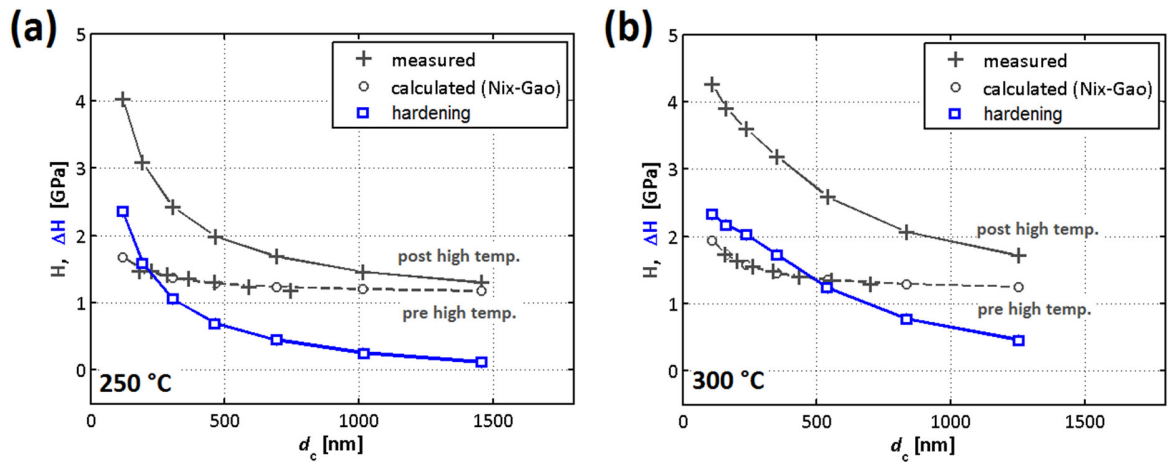 (a)
5
4
3
2
1
0
H, ΔH [GPa]
measured
calculated (Nix-Gao)
hardening
post high temp.
pre high temp.
250 °C
0
500
1000
1500
d_c [nm]
(b)
5
4
3
2
1
0
H, ΔH [GPa]
measured
calculated (Nix-Gao)
hardening
post high temp.
pre high temp.
300 °C
0
500
1000
1500
d_c [nm]